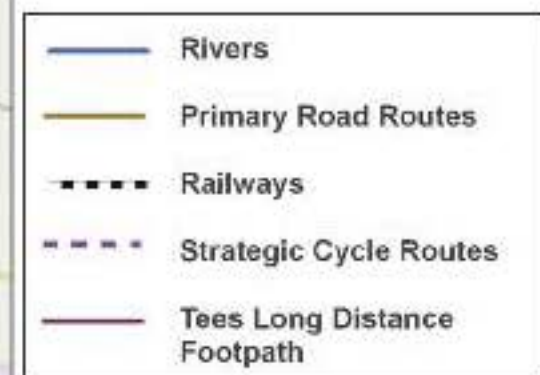 Rivers
Primary Road Routes
Railways
Strategic Cycle Routes
Tees Long Distance
Footpath